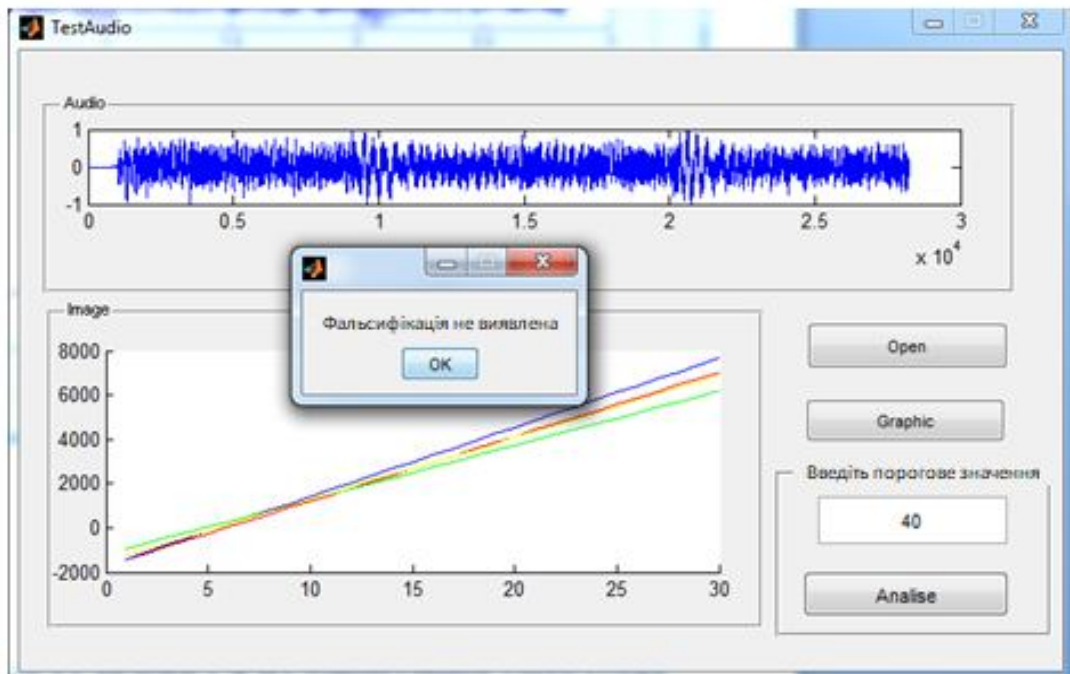 TestAudio
Audio
1
0
-1
0 0.5 1 1.5 2 2.5 3
x 10^4
Фальсифікація не виявлена
OK
Image
8000
6000
4000
2000
0
-2000
0 5 10 15 20 25 30
Open
Graphic
Введіть порогове значення
40
Analise